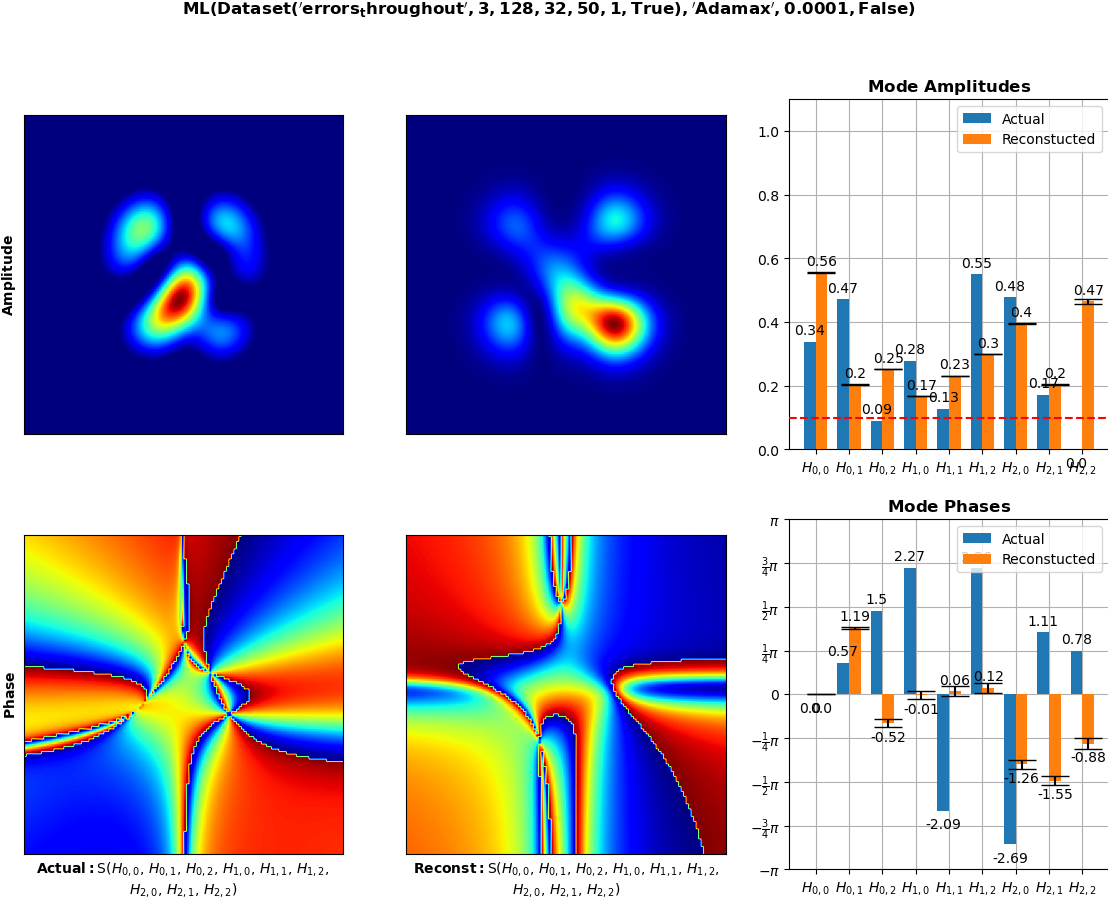 ML(Dataset('errors_throughout', 3, 128, 32, 50, 1, True), 'Adamax', 0.0001, False)
Amplitude
Mode Amplitudes
Actual
Reconstucted
1.0
0.8
0.6
0.4
0.2
0.0
0.34
0.56
0.47
0.2
0.09
0.25
0.28
0.17
0.13
0.23
0.55
0.3
0.48
0.4
0.17
0.2
0.0
0.47
H0,0 H0,1 H0,2 H1,0 H1,1 H1,2 H2,0 H2,1 H2,2
Phase
Mode Phases
Actual
Reconstucted
π
3/4π
1/2π
1/4π
0
−1/4π
−1/2π
−3/4π
−π
0.0
0.0
0.57
1.19
1.5
-0.52
2.27
-0.01
-2.09
0.06
0.12
-2.69
-1.26
1.11
-1.55
0.78
-0.88
H0,0 H0,1 H0,2 H1,0 H1,1 H1,2 H2,0 H2,1 H2,2
Actual: S(H0,0, H0,1, H0,2, H1,0, H1,1, H1,2,
H2,0, H2,1, H2,2)
Reconst: S(H0,0, H0,1, H0,2, H1,0, H1,1, H1,2,
H2,0, H2,1, H2,2)